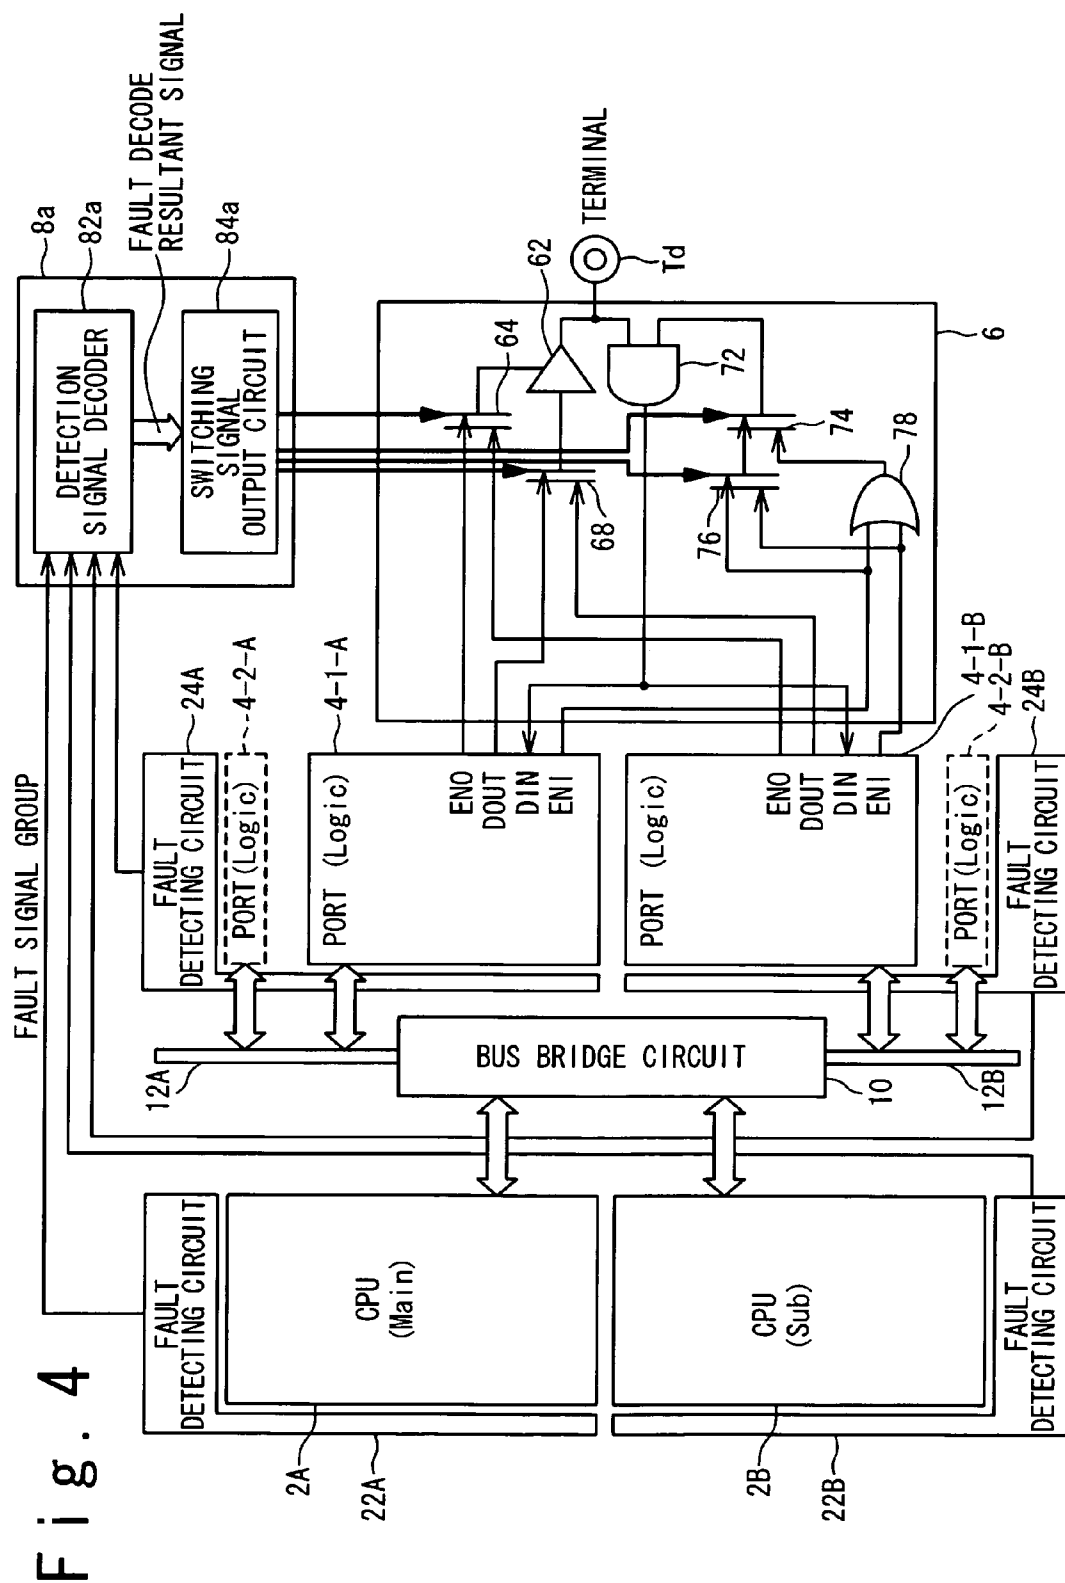 Fig. 4
FAULT SIGNAL GROUP
8a
82a
FAULT DECODE
RESULTANT SIGNAL
84a
DETECTION
SIGNAL DECODER
SWITCHING
SIGNAL
OUTPUT CIRCUIT
FAULT
DETECTING CIRCUIT
22A
CPU
(Main)
2A
CPU
(Sub)
2B
FAULT
DETECTING CIRCUIT
22B
12A
BUS BRIDGE CIRCUIT
10
12B
FAULT
DETECTING CIRCUIT
24A
PORT(Logic)
4-2-A
PORT (Logic)
4-1-A
ENO
DOUT
DIN
ENI
PORT (Logic)
4-1-B
ENO
DOUT
DIN
ENI
PORT(Logic)
4-2-B
FAULT
DETECTING CIRCUIT
24B
62
64
68
72
74
76
78
6
TERMINAL
Td